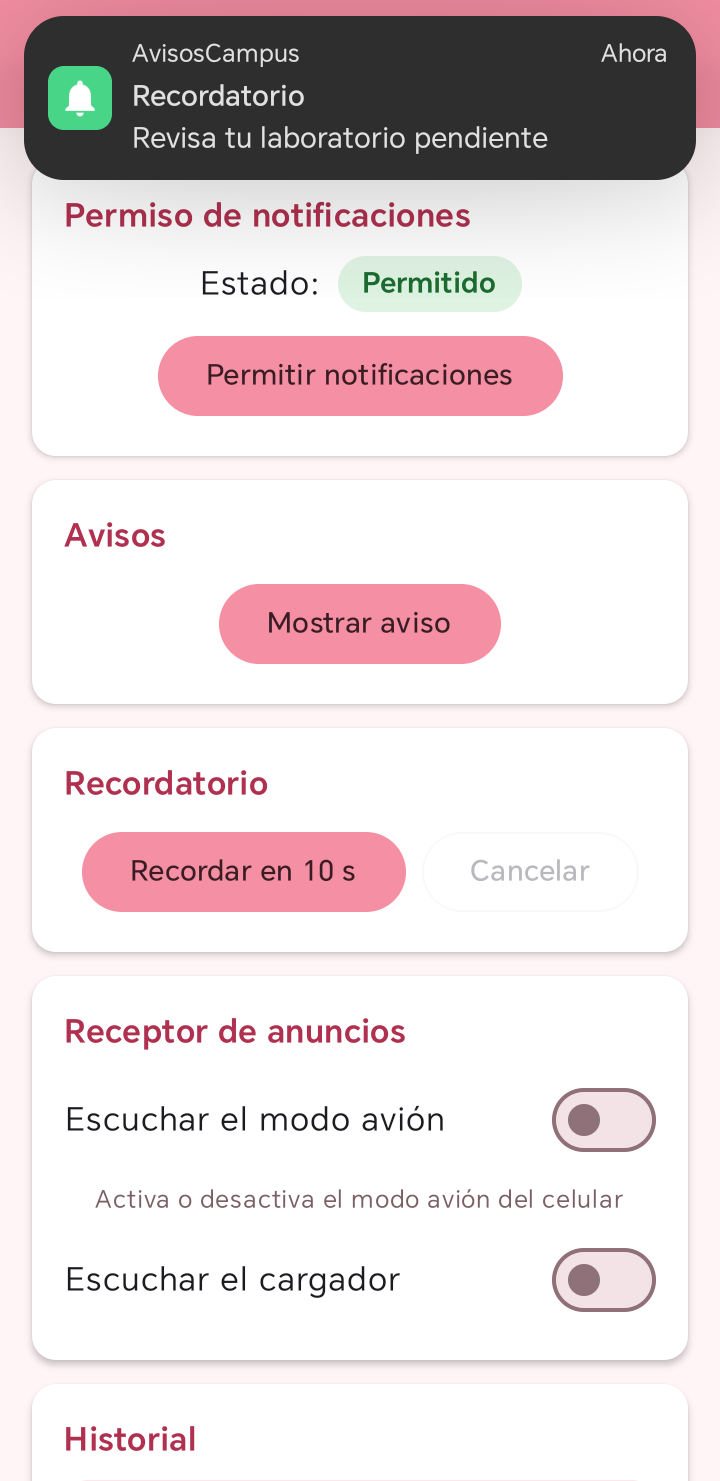 AvisosCampus
Ahora
Recordatorio
Revisa tu laboratorio pendiente
Permiso de notificaciones
Estado: Permitido
Permitir notificaciones
Avisos
Mostrar aviso
Recordatorio
Recordar en 10 s
Cancelar
Receptor de anuncios
Escuchar el modo avión
Activa o desactiva el modo avión del celular
Escuchar el cargador
Historial